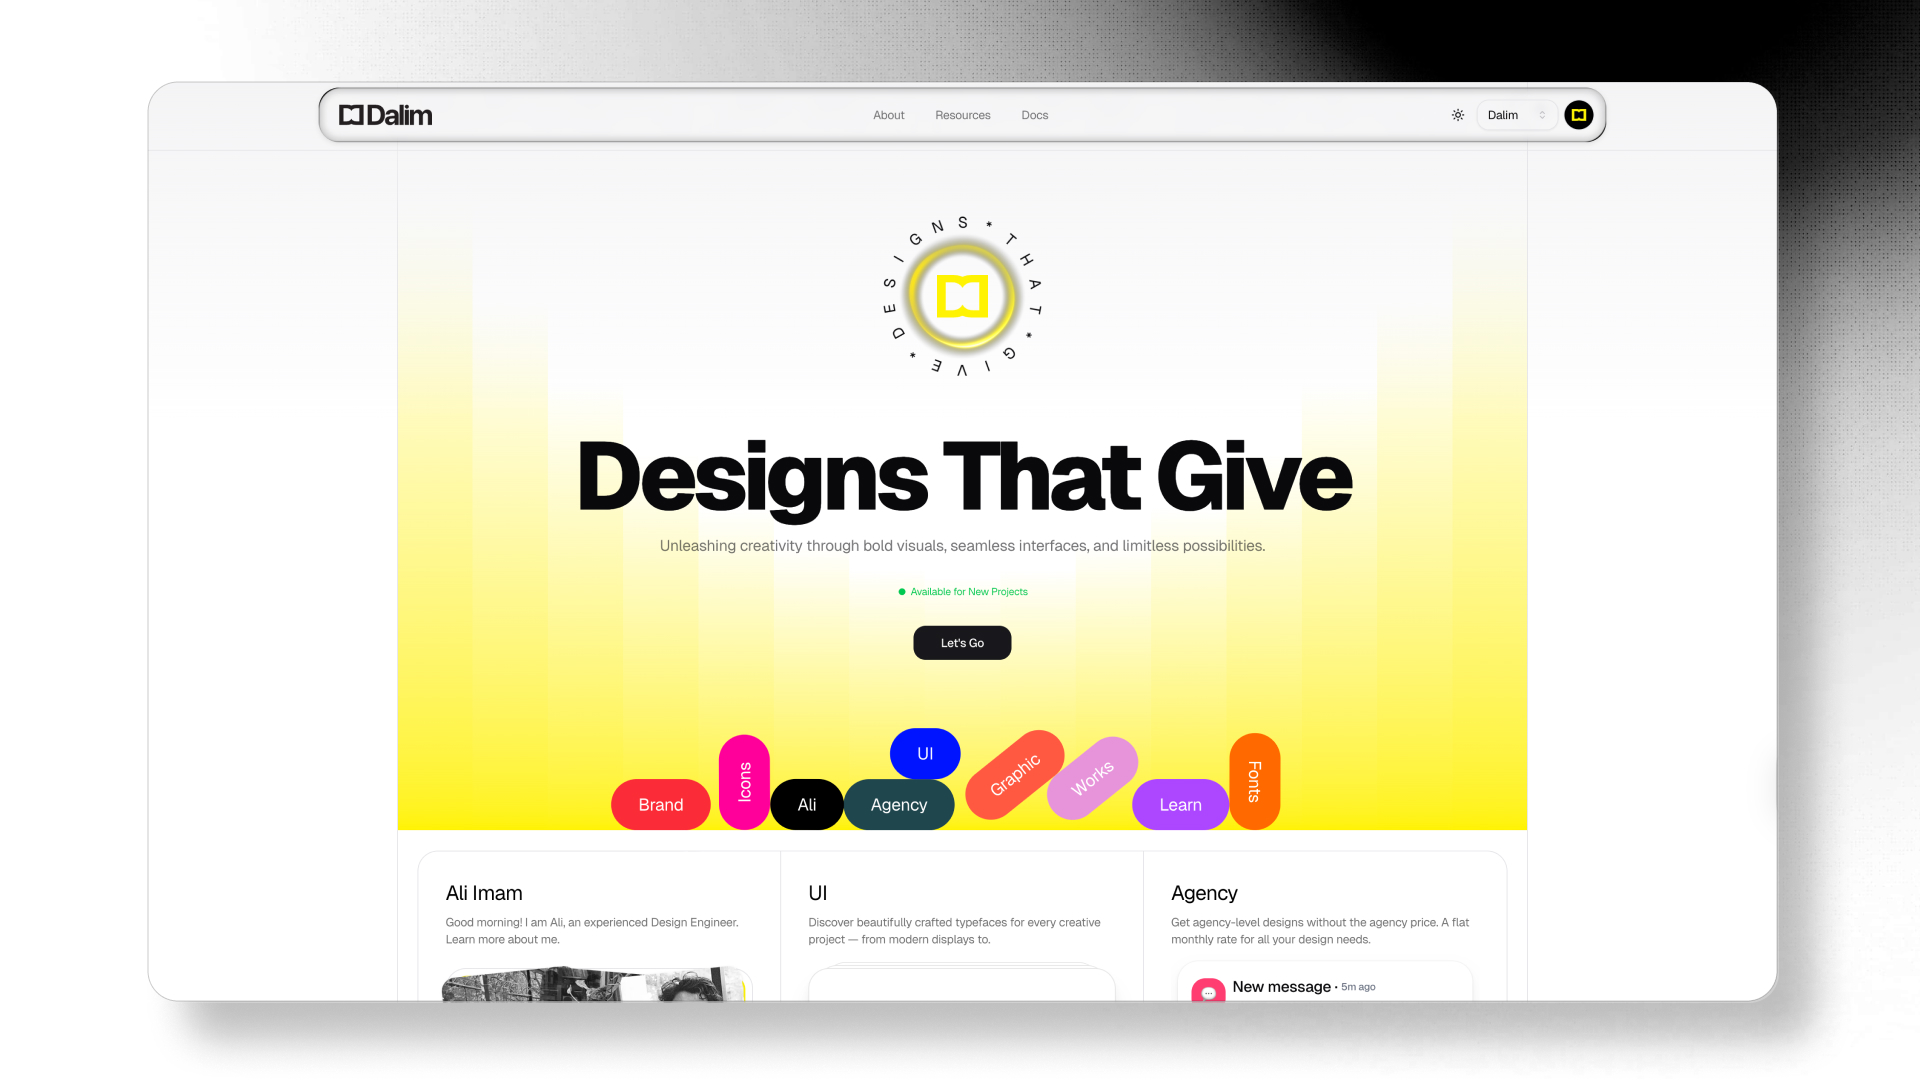 Dalim
About
Resources
Docs
Dalim
DESIGNS * THAT * GIVE *
Designs That Give
Unleashing creativity through bold visuals, seamless interfaces, and limitless possibilities.
Available for New Projects
Let's Go
Brand
Icons
Ali
UI
Agency
Graphic
Works
Learn
Fonts
Ali Imam
Good morning! I am Ali, an experienced Design Engineer.
Learn more about me.
UI
Discover beautifully crafted typefaces for every creative
project — from modern displays to.
Agency
Get agency-level designs without the agency price. A flat
monthly rate for all your design needs.
New message · 5m ago